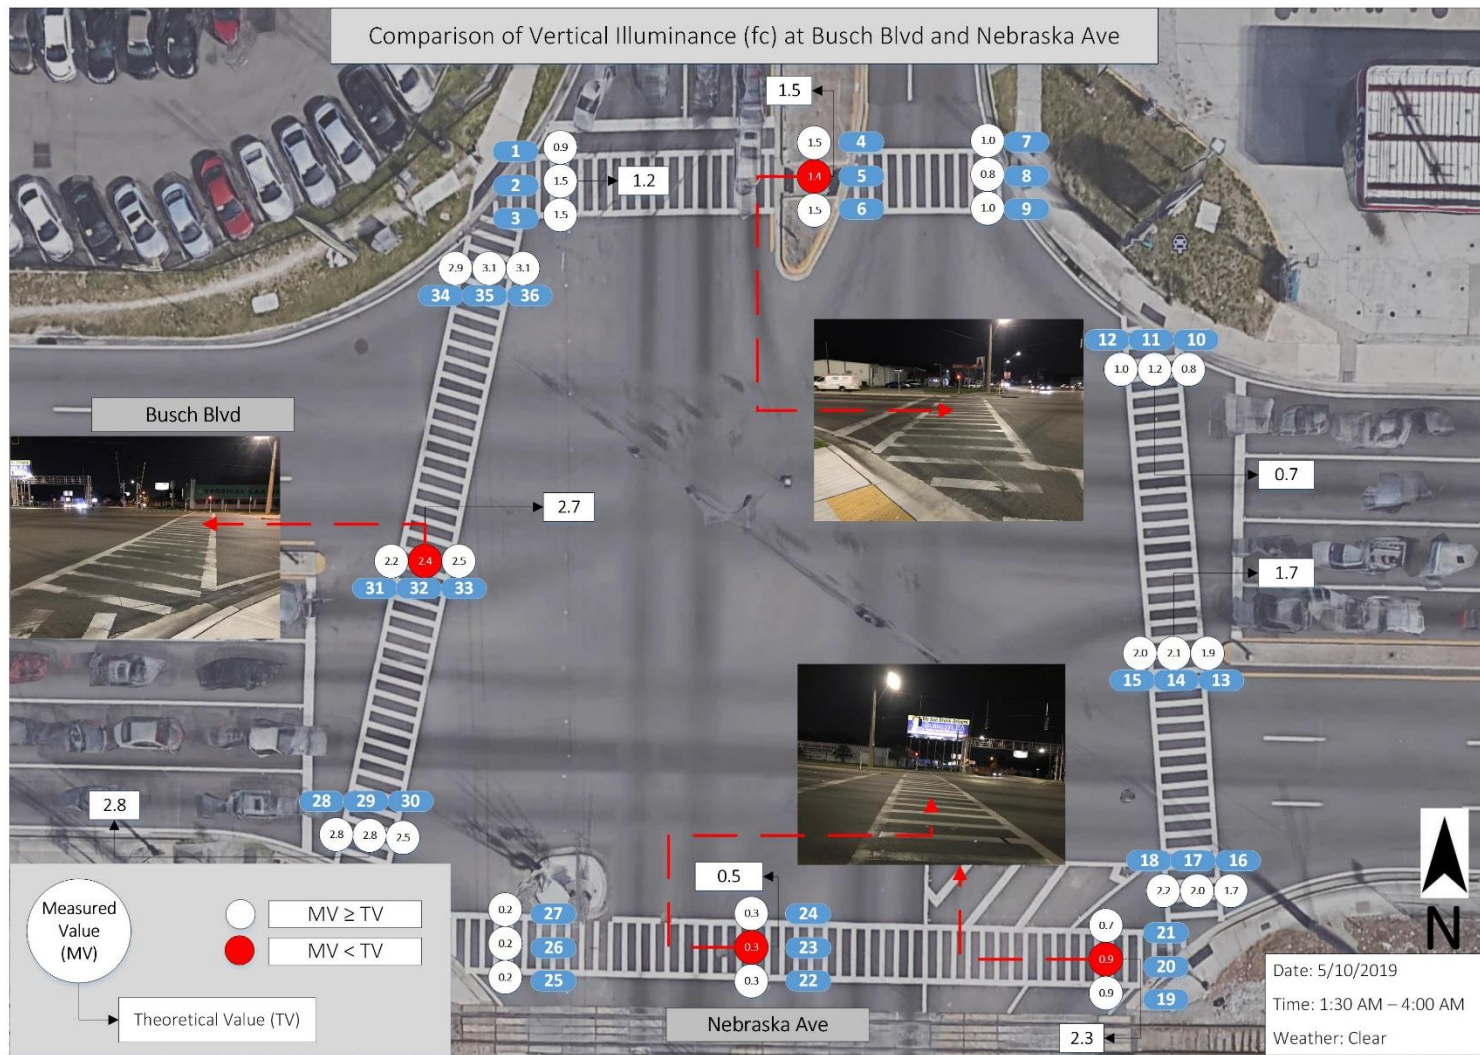 Comparison of Vertical Illuminance (fc) at Busch Blvd and Nebraska Ave
1.5
1 0.9
1.5 4
1.0 7
2 1.5 1.2
1.4 5
0.8 8
3 1.5
1.5 6
1.0 9
2.9 3.1 3.1
34 35 36
12 11 10
1.0 1.2 0.8
Busch Blvd
0.7
2.7
2.2 2.4 2.5
31 32 33
1.7
2.0 2.1 1.9
15 14 13
2.8
28 29 30
2.8 2.8 2.5
18 17 16
2.2 2.0 1.7
0.5
0.2 27
0.3 24
0.7 21
0.2 26
0.3 23
0.9 20
0.2 25
0.3 22
0.9 19
2.3
Nebraska Ave
Measured
Value
(MV)
MV ≥ TV
MV < TV
Theoretical Value (TV)
N
Date: 5/10/2019
Time: 1:30 AM – 4:00 AM
Weather: Clear